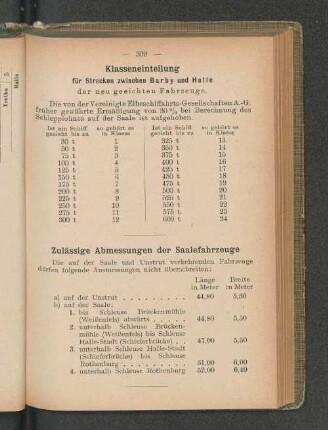 — 309 —
Klasseneinteilung
für Strecken zwischen Barby und Halle
der neu geeichten Fahrzeuge.
Die von der Vereinigte Elbeschiffahrts-Gesellschaften A.-G.
früher gewährte Ermäßigung von 30 % bei Berechnung des
Schlepplohnes auf der Saale ist aufgehoben.
Ist ein Schiff so gehört es Ist ein Schiff so gehört es
geeicht bis zu in Klasse geeicht bis zu in Klasse
30 t 1 325 t 13
50 t 2 350 t 14
75 t 3 375 t 15
100 t 4 400 t 16
125 t 5 425 t 17
150 t 6 450 t 18
175 t 7 475 t 19
200 t 8 500 t 20
225 t 9 525 t 21
250 t 10 550 t 22
275 t 11 575 t 23
300 t 12 600 t 24
Zulässige Abmessungen der Saalefahrzeuge
Die auf der Saale und Unstrut verkehrenden Fahrzeuge
dürfen folgende Ausmessungen nicht überschreiten:
Länge Breite
in Meter in Meter
a) auf der Unstrut 44,80 5,30
b) auf der Saale:
1. bis Schleuse Brückenmühle
(Weißenfels) abwärts 44,80 5,50
2. unterhalb Schleuse Brücken-
mühle (Weißenfels) bis Schleuse
Halle-Stadt (Schieferbrücke) 47,00 5,50
3. unterhalb Schleuse Halle-Stadt
(Schieferbrücke) bis Schleuse
Rothenburg 51,00 6,00
4. unterhalb Schleuse Rothenburg 52,00 6,40
Halle